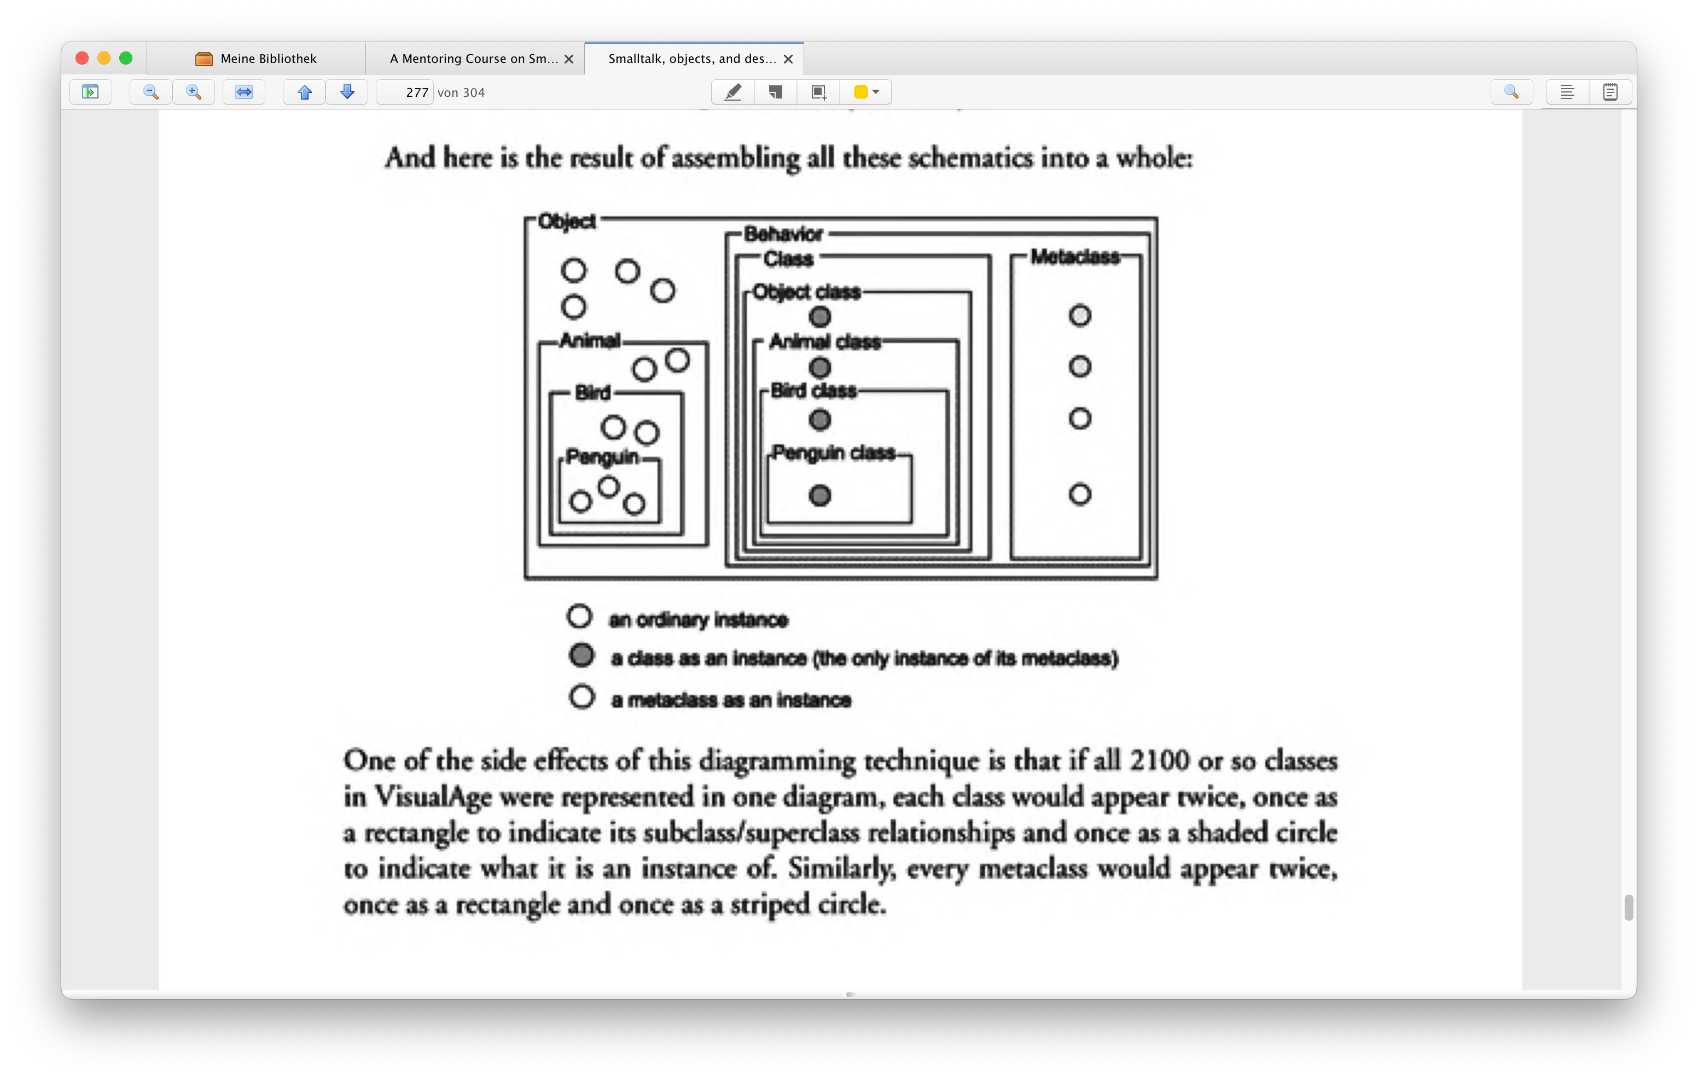 Meine Bibliothek
A Mentoring Course on Sm...
Smalltalk, objects, and des...
277 von 304
And here is the result of assembling all these schematics into a whole:
Object
Behavior
Class
Metaclass
Object class
Animal
Animal class
Bird
Bird class
Penguin
Penguin class
an ordinary instance
a class as an instance (the only instance of its metaclass)
a metaclass as an instance
One of the side effects of this diagramming technique is that if all 2100 or so classes
in VisualAge were represented in one diagram, each class would appear twice, once as
a rectangle to indicate its subclass/superclass relationships and once as a shaded circle
to indicate what it is an instance of. Similarly, every metaclass would appear twice,
once as a rectangle and once as a striped circle.